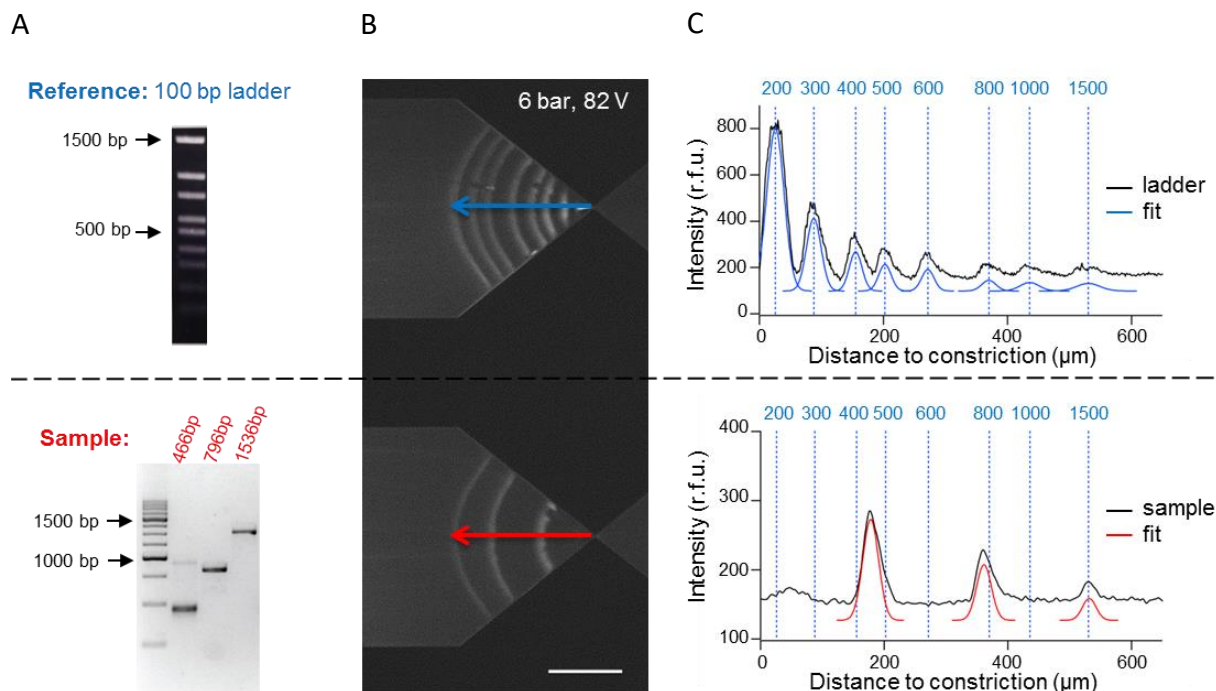 A
B
C
Reference: 100 bp ladder
1500 bp
500 bp
6 bar, 82 V
200 300 400 500 600 800 1000 1500
800
600
400
200
0
Intensity (r.f.u.)
ladder
fit
0 200 400 600
Distance to constriction (µm)
Sample:
466bp
796bp
1536bp
1500 bp
1000 bp
200 300 400 500 600 800 1000 1500
400
300
200
100
Intensity (r.f.u.)
sample
fit
0 200 400 600
Distance to constriction (µm)